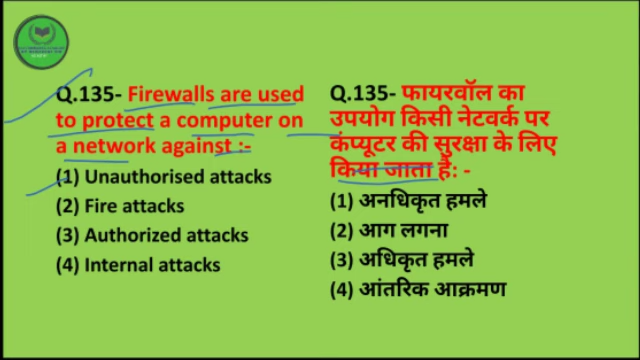 Q.135- Firewalls are used
to protect a computer on
a network against :-
(1) Unauthorised attacks
(2) Fire attacks
(3) Authorized attacks
(4) Internal attacks
Q.135- फायरवॉल का
उपयोग किसी नेटवर्क पर
कंप्यूटर की सुरक्षा के लिए
किया जाता है: -
(1) अनधिकृत हमले
(2) आग लगना
(3) अधिकृत हमले
(4) आंतरिक आक्रमण